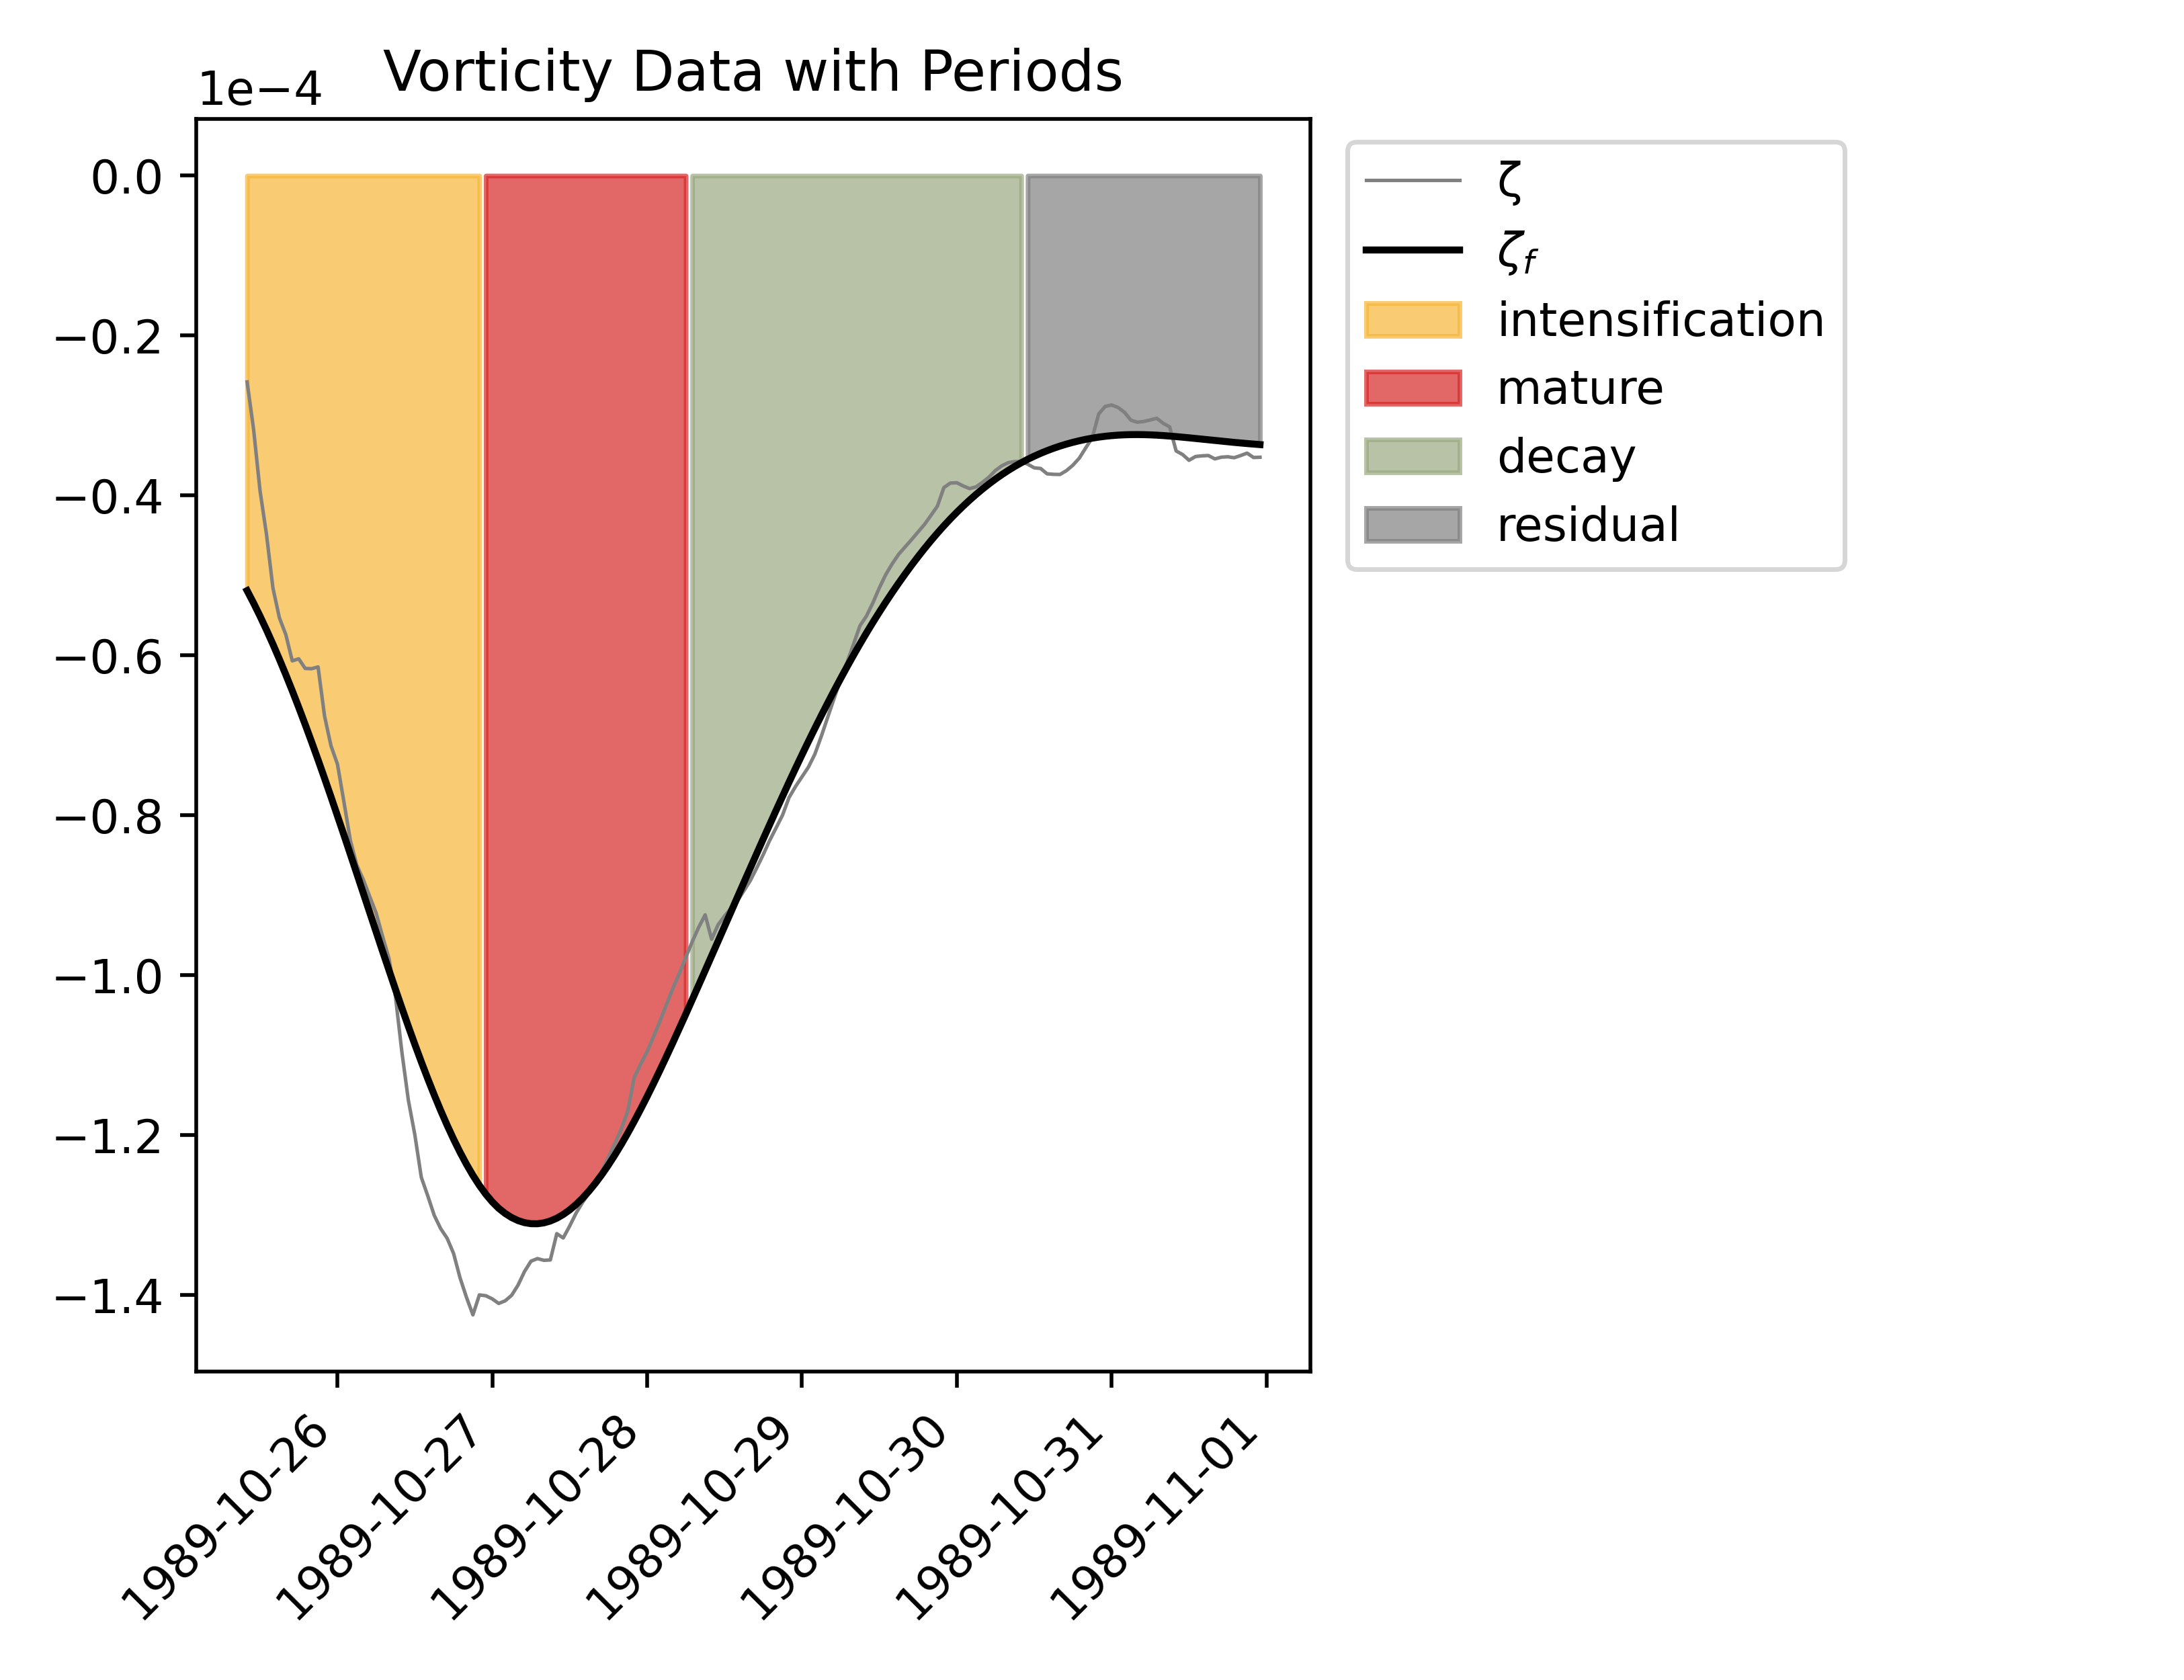 Vorticity Data with Periods
1e−4
0.0
−0.2
−0.4
−0.6
−0.8
−1.0
−1.2
−1.4
1989-10-26
1989-10-27
1989-10-28
1989-10-29
1989-10-30
1989-10-31
1989-11-01
ζ
ζf
intensification
mature
decay
residual